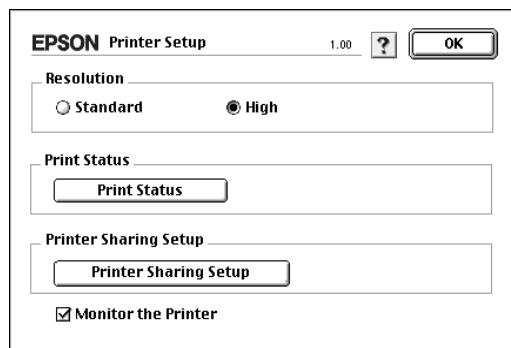 EPSON Printer Setup 1.00 ? OK
Resolution
Standard High
Print Status
Print Status
Printer Sharing Setup
Printer Sharing Setup
Monitor the Printer